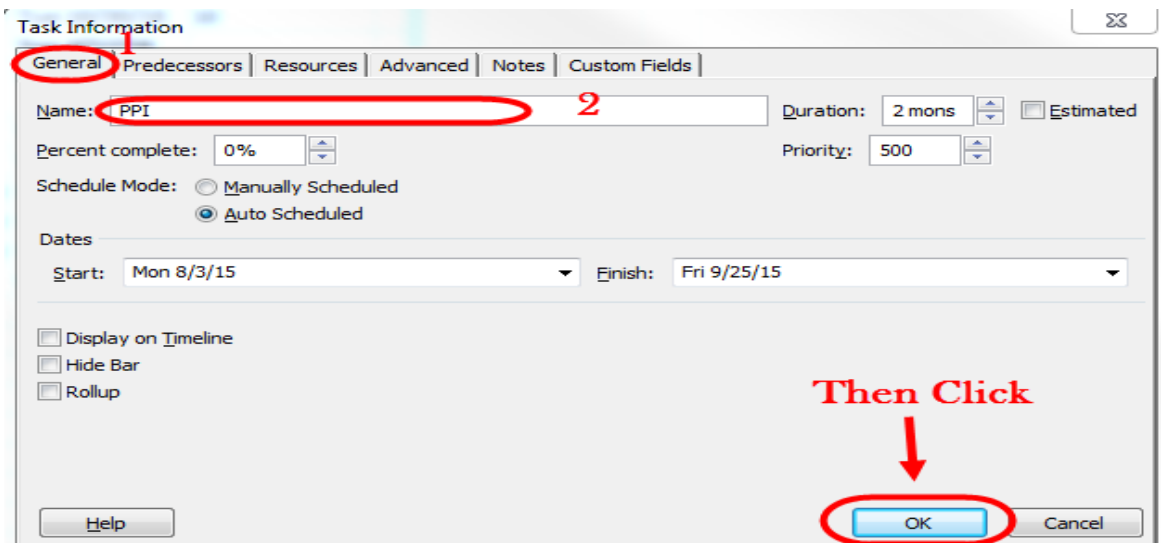 Task Information
1
General Predecessors Resources Advanced Notes Custom Fields
Name: PPI 2 Duration: 2 mons Estimated
Percent complete: 0% Priority: 500
Schedule Mode: Manually Scheduled
Auto Scheduled
Dates
Start: Mon 8/3/15 Finish: Fri 9/25/15
Display on Timeline
Hide Bar
Rollup
Then Click
Help OK Cancel